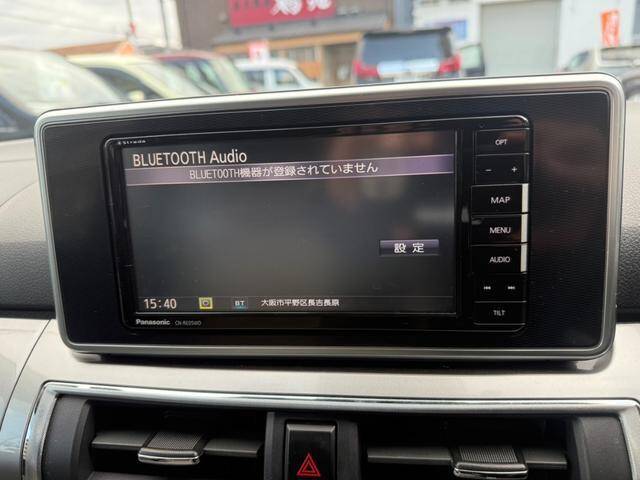 Strada
BLUETOOTH Audio
BLUETOOTH機器が登録されていません
設定
15:40
BT
大阪市平野区長吉長原
Panasonic
OPT
- +
MAP
MENU
AUDIO
TILT